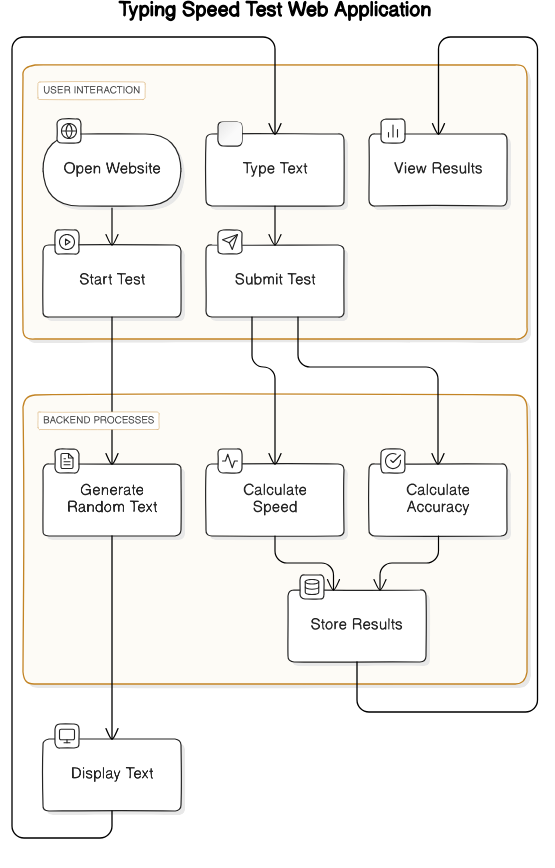 Typing Speed Test Web Application
USER INTERACTION
Open Website
Type Text
View Results
Start Test
Submit Test
BACKEND PROCESSES
Generate
Random Text
Calculate
Speed
Calculate
Accuracy
Store Results
Display Text